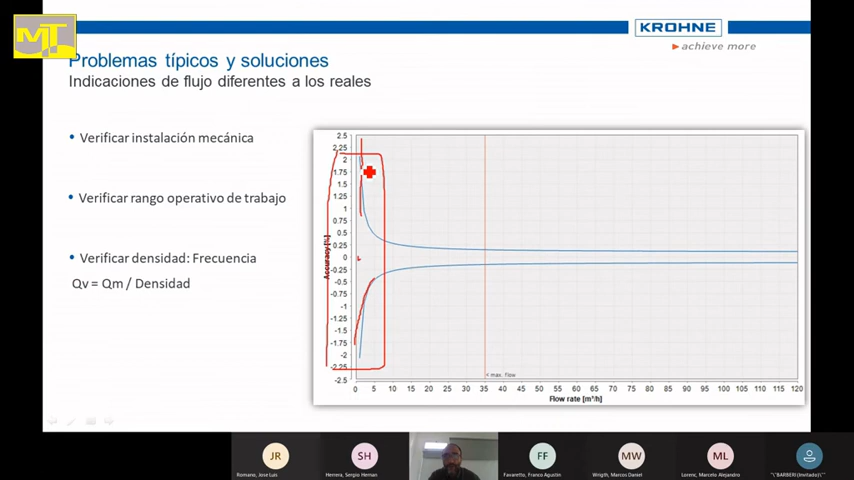 MT
KROHNE
achieve more
Problemas típicos y soluciones
Indicaciones de flujo diferentes a los reales
• Verificar instalación mecánica
• Verificar rango operativo de trabajo
• Verificar densidad: Frecuencia
Qv = Qm / Densidad
Accuracy [%]
2.5
2.25
2
1.75
1.5
1.25
1
0.75
0.5
0.25
0
-0.25
-0.5
-0.75
-1
-1.25
-1.5
-1.75
-2
-2.25
-2.5
< max. flow
0 5 10 15 20 25 30 35 40 45 50 55 60 65 70 75 80 85 90 95 100 105 110 115 120
Flow rate [m³/h]
JR SH FF MW ML
Romano, Jose Luis
Herrera, Sergio Hernan
Favaretto, Franco Agustin
Wrigth, Marcos Daniel
Lorenc, Marcelo Alejandro
"\"BARBERI (Invitado)\""